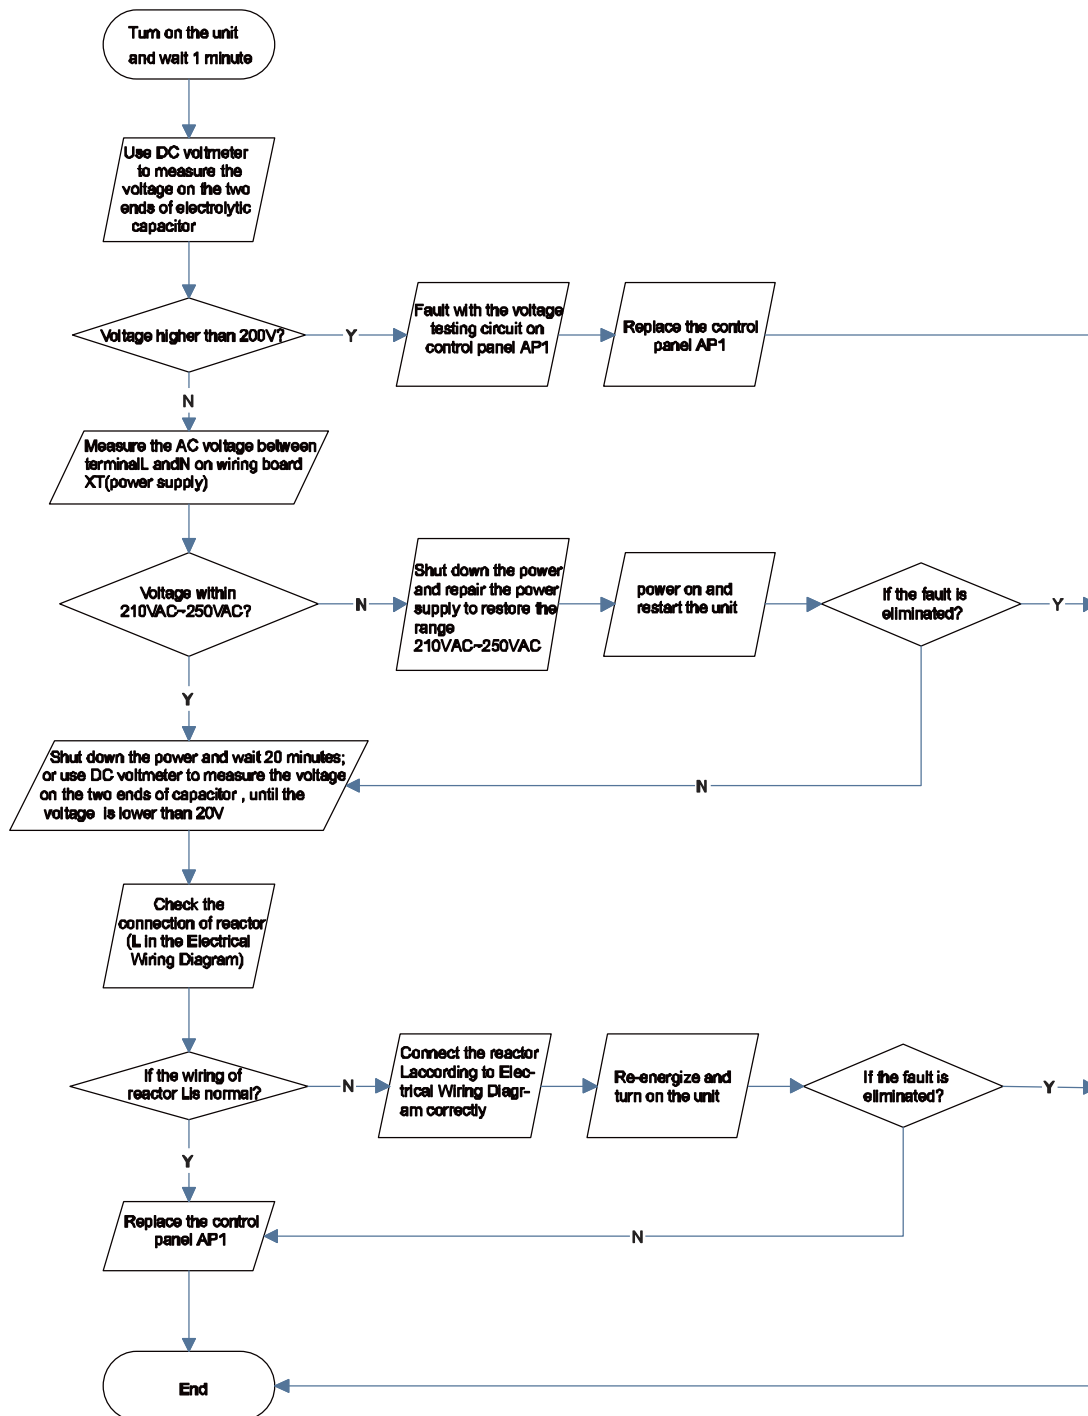 Turn on the unit
and wait 1 minute
Use DC voltmeter
to measure the
voltage on the two
ends of electrolytic
capacitor
Voltage higher than 200V?
Y
Fault with the voltage
testing circuit on
control panel AP1
Replace the control
panel AP1
N
Measure the AC voltage between
terminalL andN on wiring board
XT(power supply)
Voltage within
210VAC~250VAC?
N
Shut down the power
and repair the power
supply to restore the
range
210VAC~250VAC
power on and
restart the unit
If the fault is
eliminated?
Y
Y
N
Shut down the power and wait 20 minutes;
or use DC voltmeter to measure the voltage
on the two ends of capacitor , until the
voltage is lower than 20V
Check the
connection of reactor
(L in the Electrical
Wiring Diagram)
If the wiring of
reactor Lis normal?
N
Connect the reactor
Laccording to Elec-
trical Wiring Diagr-
am correctly
Re-energize and
turn on the unit
If the fault is
eliminated?
Y
Y
N
Replace the control
panel AP1
End